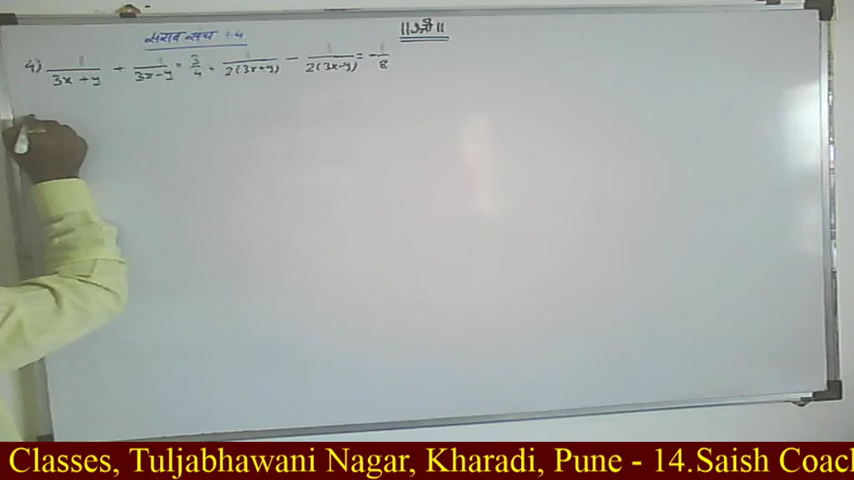 ||श्री||
सराव संच 1.4
4) 1/(3x+y) + 1/(3x-y) = 3/4, 1/(2(3x+y)) - 1/(2(3x-y)) = -1/8
Classes, Tuljabhawani Nagar, Kharadi, Pune - 14.Saish Coacl